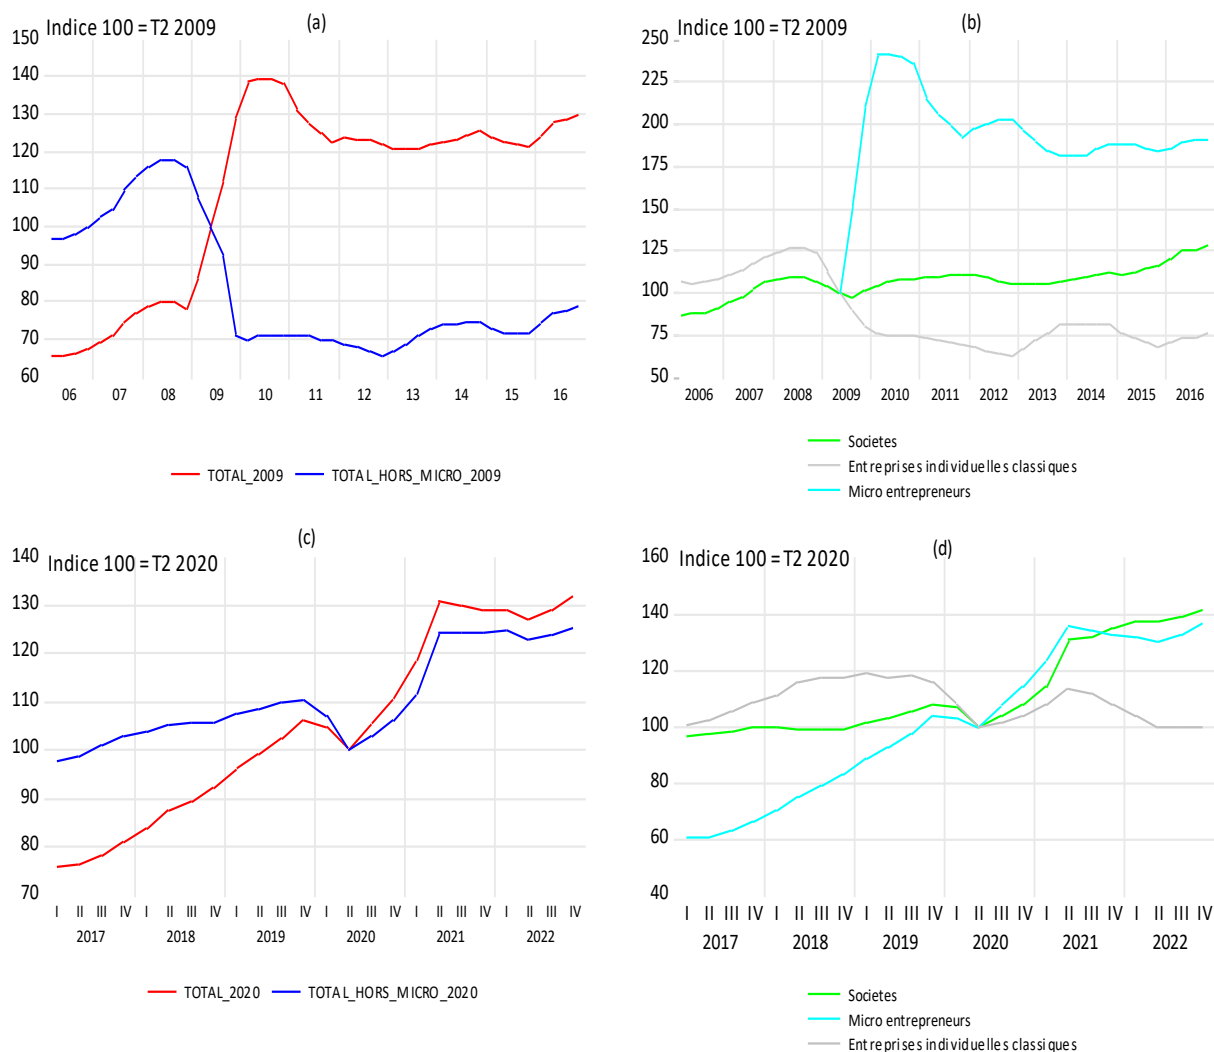 Indice 100 = T2 2009
(a)
150
140
130
120
110
100
90
80
70
60
06 07 08 09 10 11 12 13 14 15 16
TOTAL_2009 TOTAL_HORS_MICRO_2009
Indice 100 = T2 2009
(b)
250
225
200
175
150
125
100
75
50
2006 2007 2008 2009 2010 2011 2012 2013 2014 2015 2016
Societes
Entreprises individuelles classiques
Micro entrepreneurs
Indice 100 = T2 2020
(c)
140
130
120
110
100
90
80
70
I II III IV I II III IV I II III IV I II III IV I II III IV I II III IV
2017 2018 2019 2020 2021 2022
TOTAL_2020 TOTAL_HORS_MICRO_2020
Indice 100 = T2 2020
(d)
160
140
120
100
80
60
40
I II III IV I II III IV I II III IV I II III IV I II III IV I II III IV
2017 2018 2019 2020 2021 2022
Societes
Micro entrepreneurs
Entreprises individuelles classiques